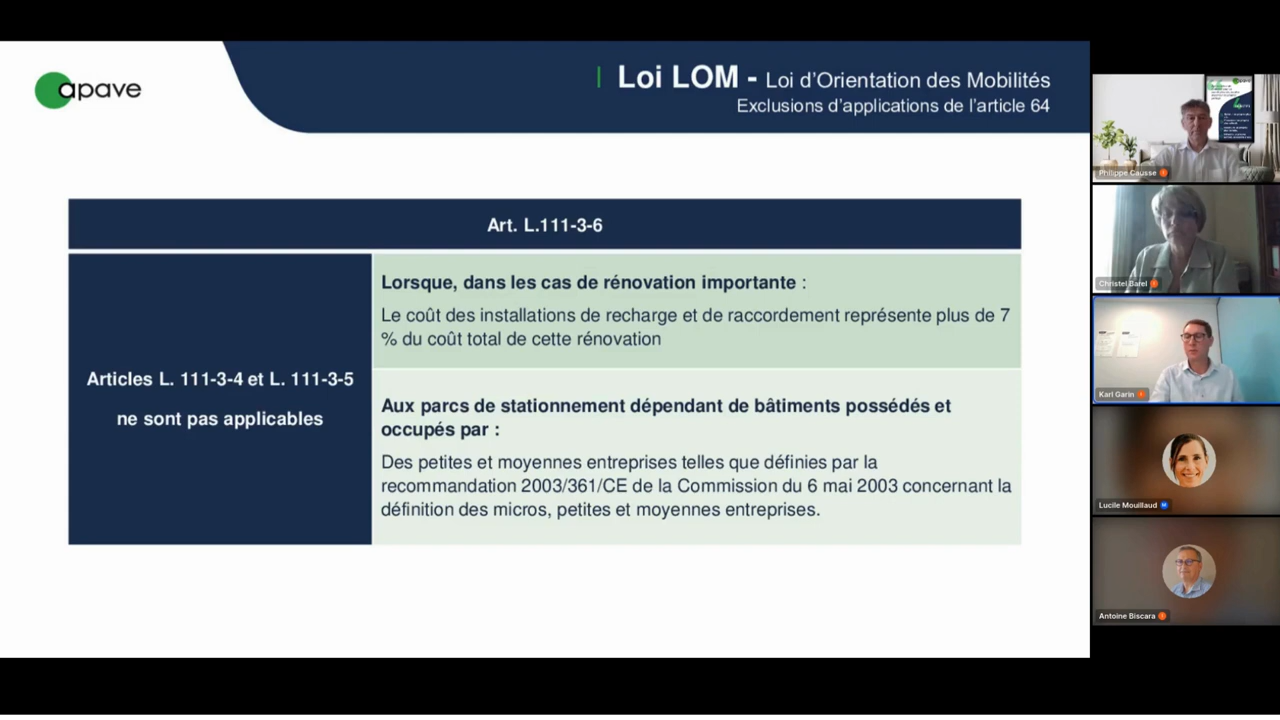 apave
Loi LOM - Loi d'Orientation des Mobilités
Exclusions d'applications de l'article 64
Art. L.111-3-6
Articles L. 111-3-4 et L. 111-3-5
ne sont pas applicables
Lorsque, dans les cas de rénovation importante :
Le coût des installations de recharge et de raccordement représente plus de 7
% du coût total de cette rénovation
Aux parcs de stationnement dépendant de bâtiments possédés et
occupés par :
Des petites et moyennes entreprises telles que définies par la
recommandation 2003/361/CE de la Commission du 6 mai 2003 concernant la
définition des micros, petites et moyennes entreprises.
Philippe Causse
Christel Barel
Karl Garin
Lucile Mouillaud
Antoine Biscara